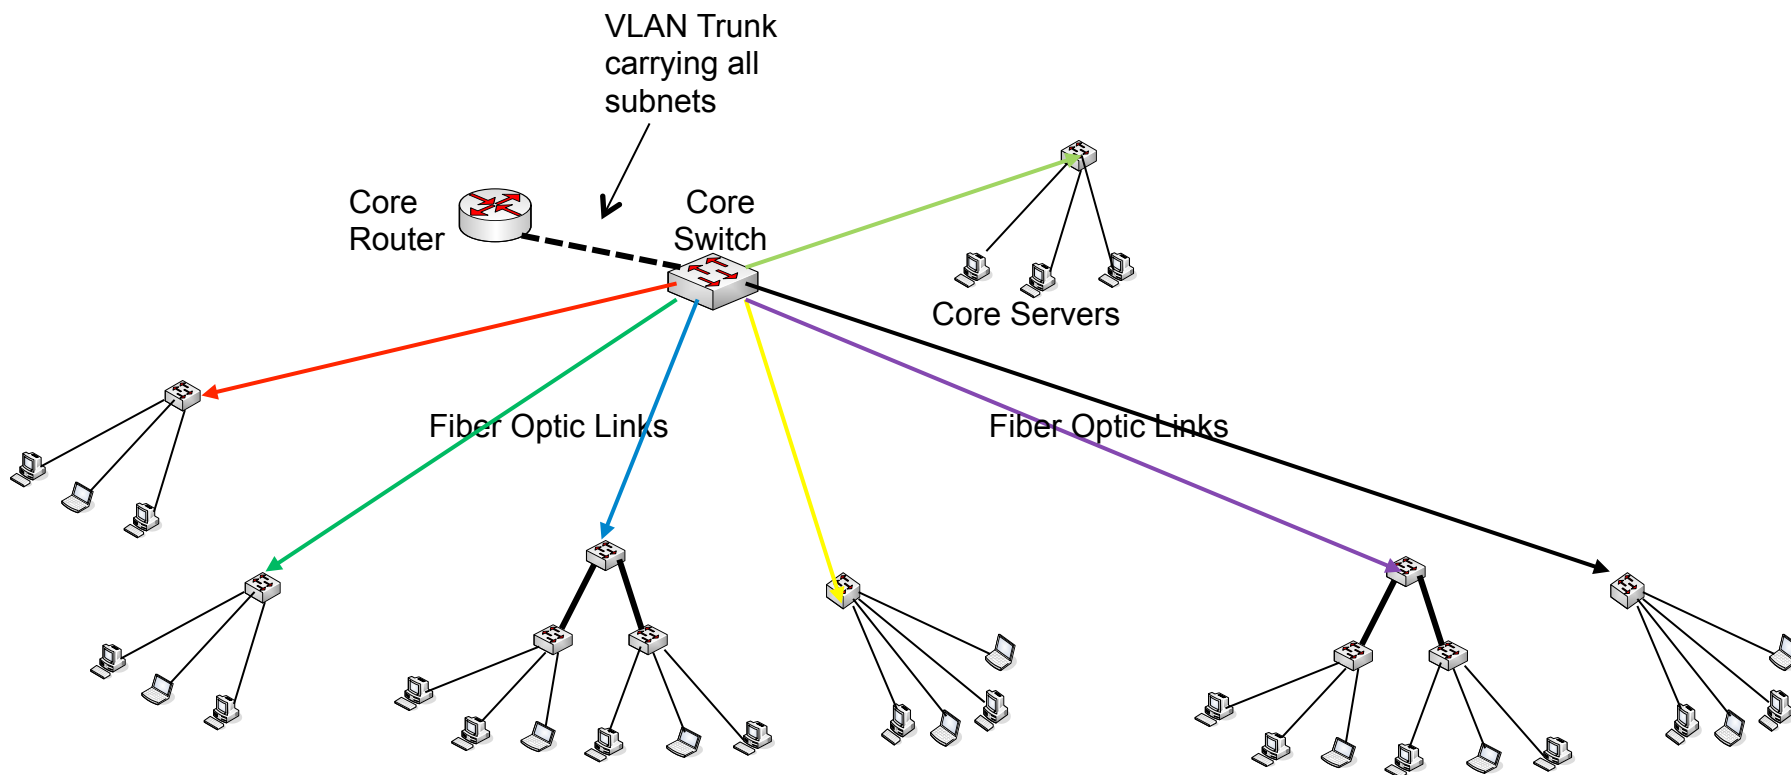 VLAN Trunk
carrying all
subnets
Core
Router
Core
Switch
Core Servers
Fiber Optic Links
Fiber Optic Links